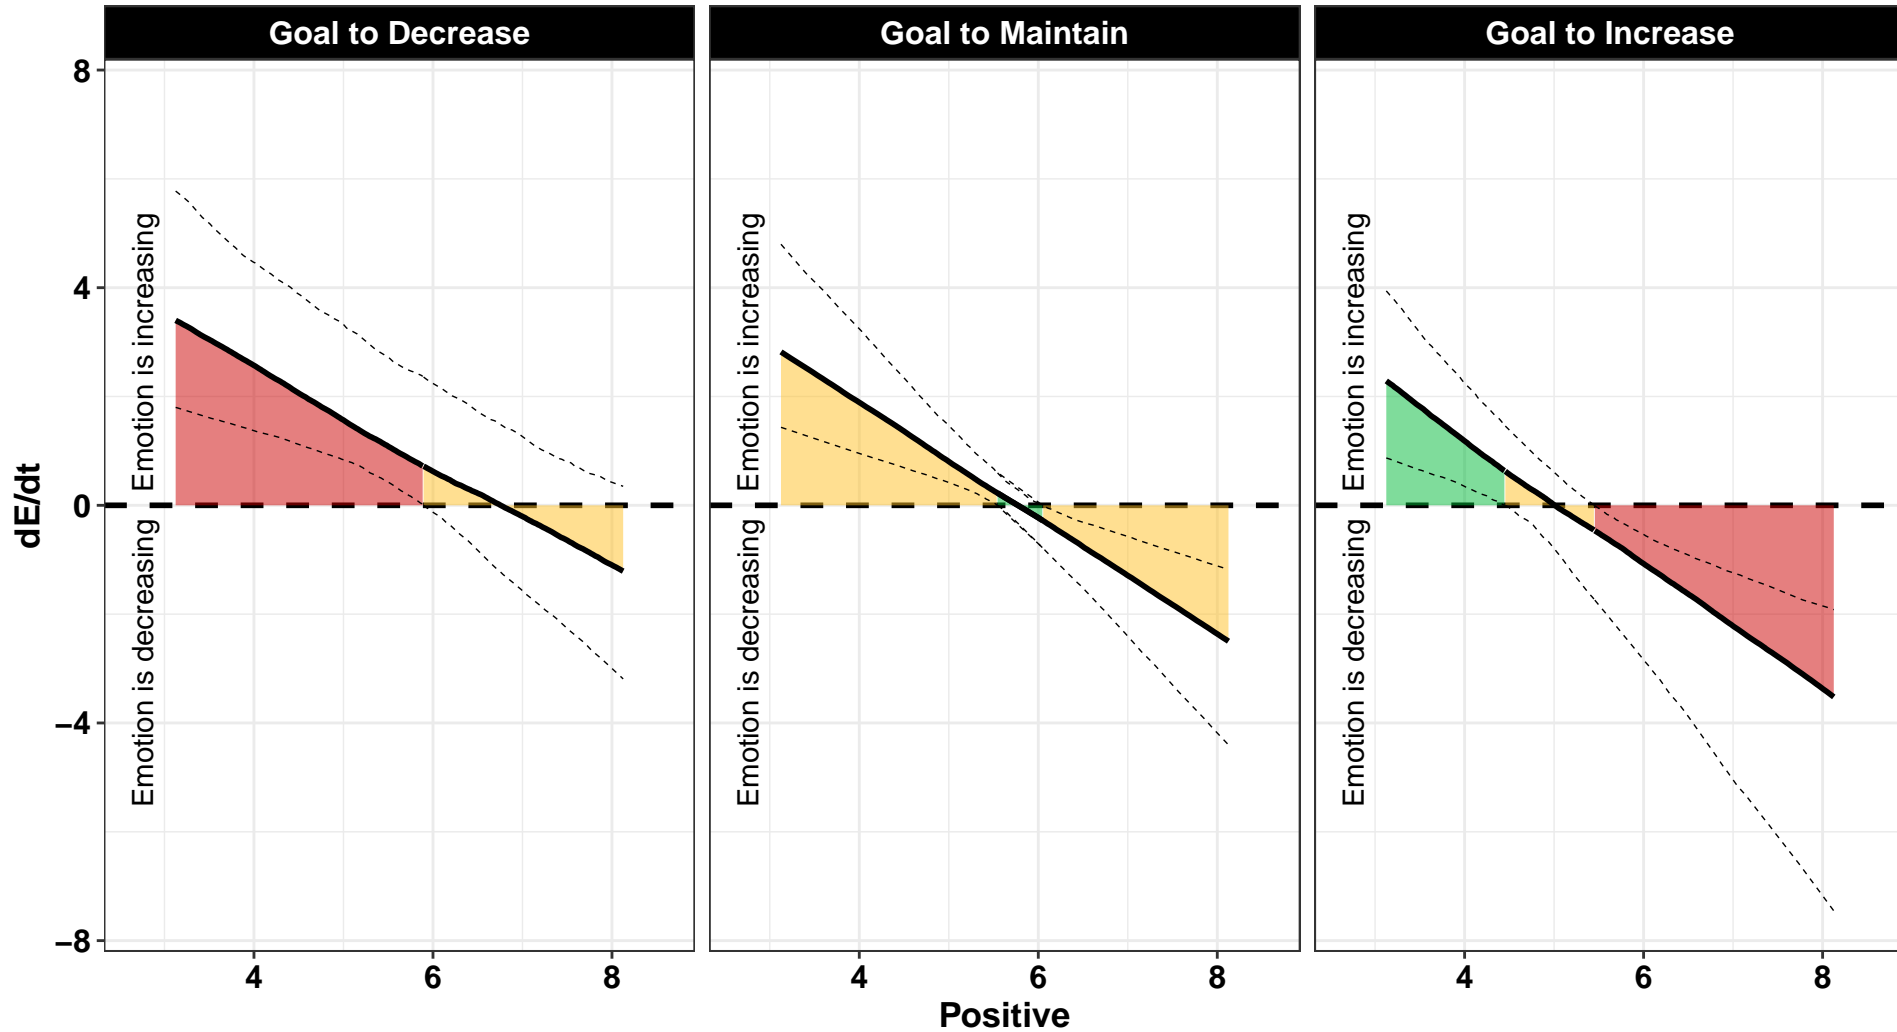 Goal to Decrease
Goal to Maintain
Goal to Increase
dE/dt
8
4
0
−4
−8
Emotion is increasing
Emotion is decreasing
Emotion is increasing
Emotion is decreasing
Emotion is increasing
Emotion is decreasing
4
6
8
4
6
8
4
6
8
Positive